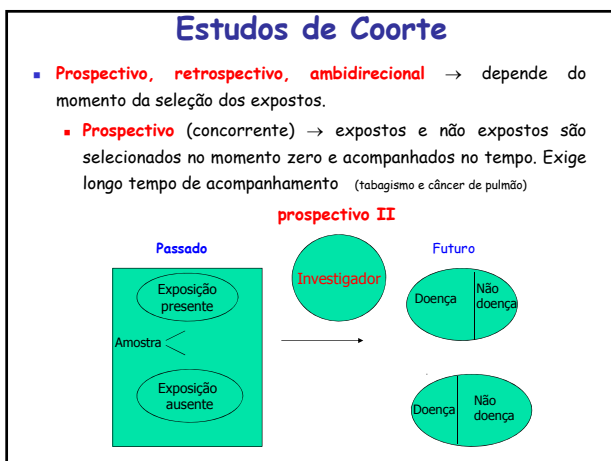 Estudos de Coorte
▪ Prospectivo, retrospectivo, ambidirecional → depende do
momento da seleção dos expostos.
▪ Prospectivo (concorrente) → expostos e não expostos são
selecionados no momento zero e acompanhados no tempo. Exige
longo tempo de acompanhamento (tabagismo e câncer de pulmão)
prospectivo II
Passado
Futuro
Investigador
Exposição
presente
Amostra
Exposição
ausente
Doença
Não
doença
Doença
Não
doença